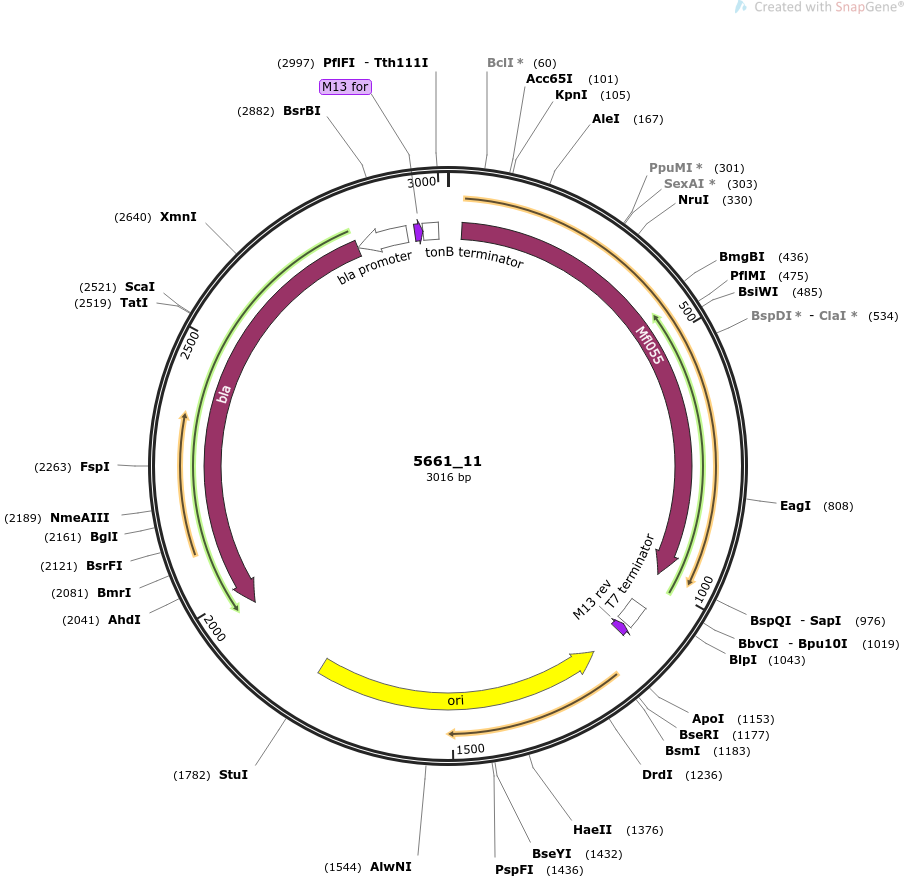 Created with SnapGene®
(2997) PflFI - Tth111I
BclI * (60)
M13 for
Acc65I (101)
KpnI (105)
(2882) BsrBI
AleI (167)
PpuMI * (301)
3000
SexAI * (303)
NruI (330)
(2640) XmnI
bla promoter
tonB terminator
BmgBI (436)
PflMI (475)
(2521) ScaI
BsiWI (485)
(2519) TatI
500
BspDI * - ClaI * (534)
2500
Mfl055
bla
5661_11
3016 bp
(2263) FspI
EagI (808)
(2189) NmeAIII
(2161) BglI
(2121) BsrFI
(2081) BmrI
T7 terminator
1000
M13 rev
(2041) AhdI
BspQI - SapI (976)
2000
BbvCI - Bpu10I (1019)
BlpI (1043)
ori
ApoI (1153)
BseRI (1177)
1500
BsmI (1183)
(1782) StuI
DrdI (1236)
HaeII (1376)
BseYI (1432)
(1544) AlwNI
PspFI (1436)